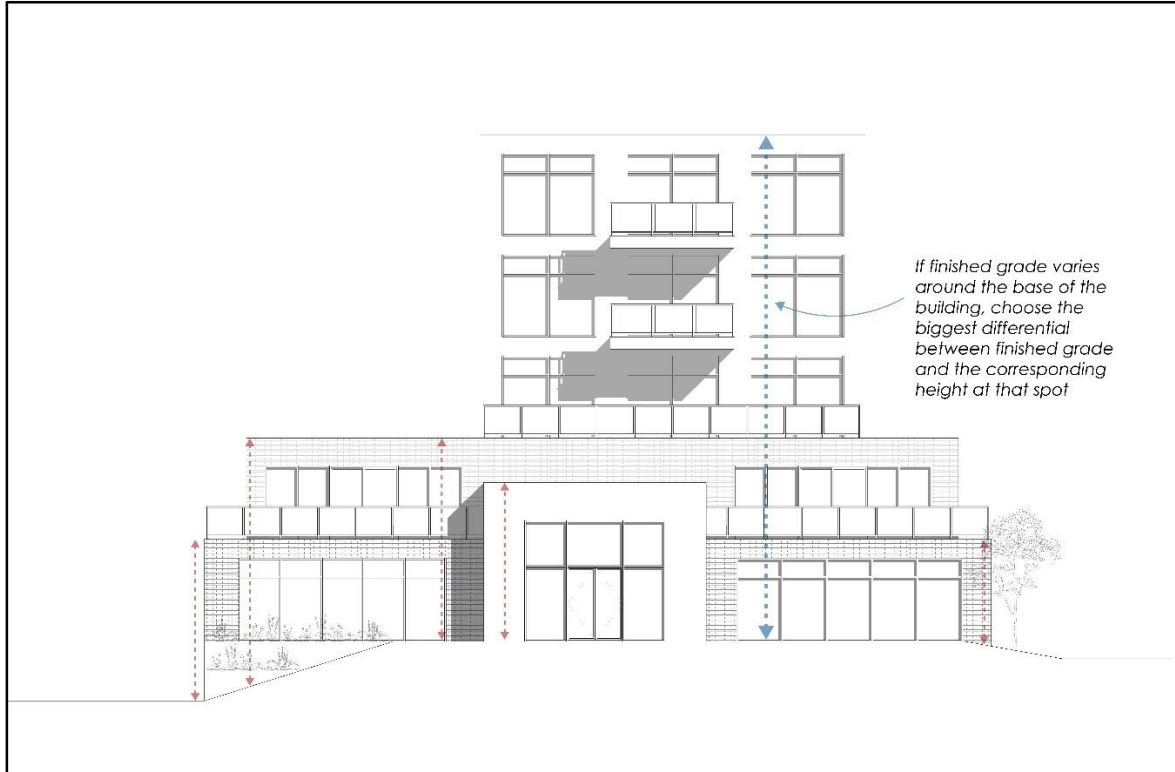 If finished grade varies
around the base of the
building, choose the
biggest differential
between finished grade
and the corresponding
height at that spot